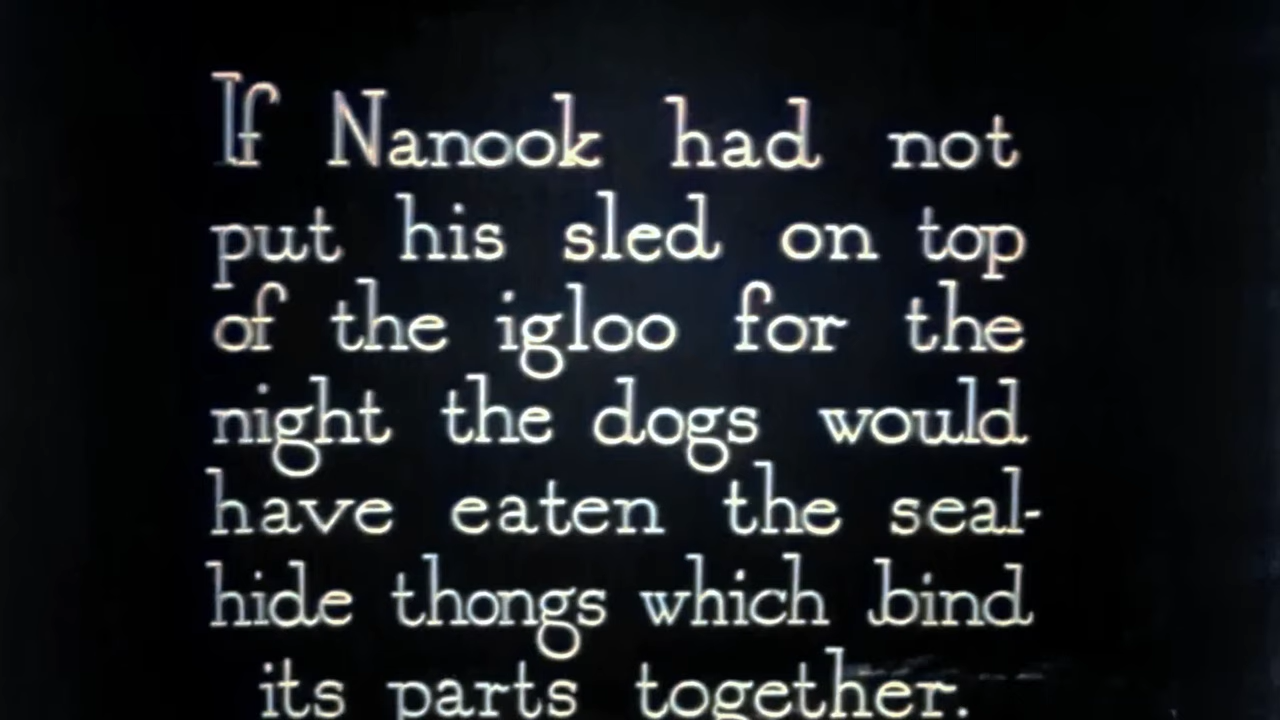 If Nanook had not
put his sled on top
of the igloo for the
night the dogs would
have eaten the seal-
hide thongs which bind
its parts together.